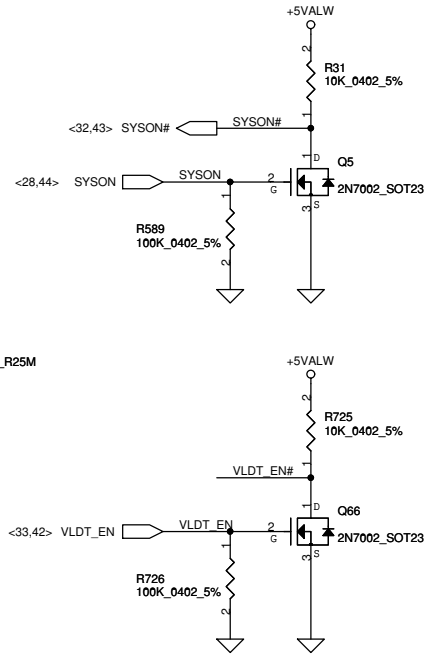 +5VALW
2
R31
10K_0402_5%
1
<32,43> SYSON# SYSON#
1 D
Q5
<28,44> SYSON SYSON 2
G
2N7002_SOT23
1
3 S
R589
100K_0402_5%
2
_R25M
+5VALW
2
R725
10K_0402_5%
1
VLDT_EN#
1 D
Q66
<33,42> VLDT_EN VLDT_EN 2
G
2N7002_SOT23
1
3 S
R726
100K_0402_5%
2